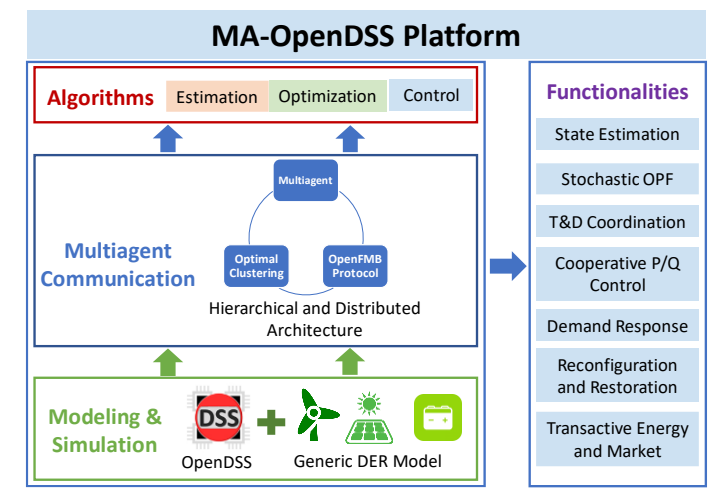 MA-OpenDSS Platform
Algorithms
Estimation
Optimization
Control
Multiagent
Communication
Multiagent
Optimal
Clustering
OpenFMB
Protocol
Hierarchical and Distributed
Architecture
Modeling &
Simulation
DSS
OpenDSS
Generic DER Model
Functionalities
State Estimation
Stochastic OPF
T&D Coordination
Cooperative P/Q
Control
Demand Response
Reconfiguration
and Restoration
Transactive Energy
and Market